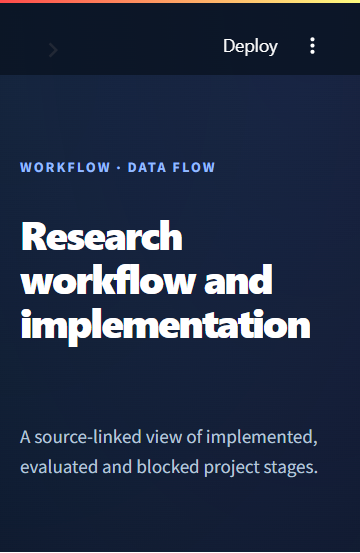 Deploy
WORKFLOW · DATA FLOW
Research
workflow and
implementation
A source-linked view of implemented,
evaluated and blocked project stages.